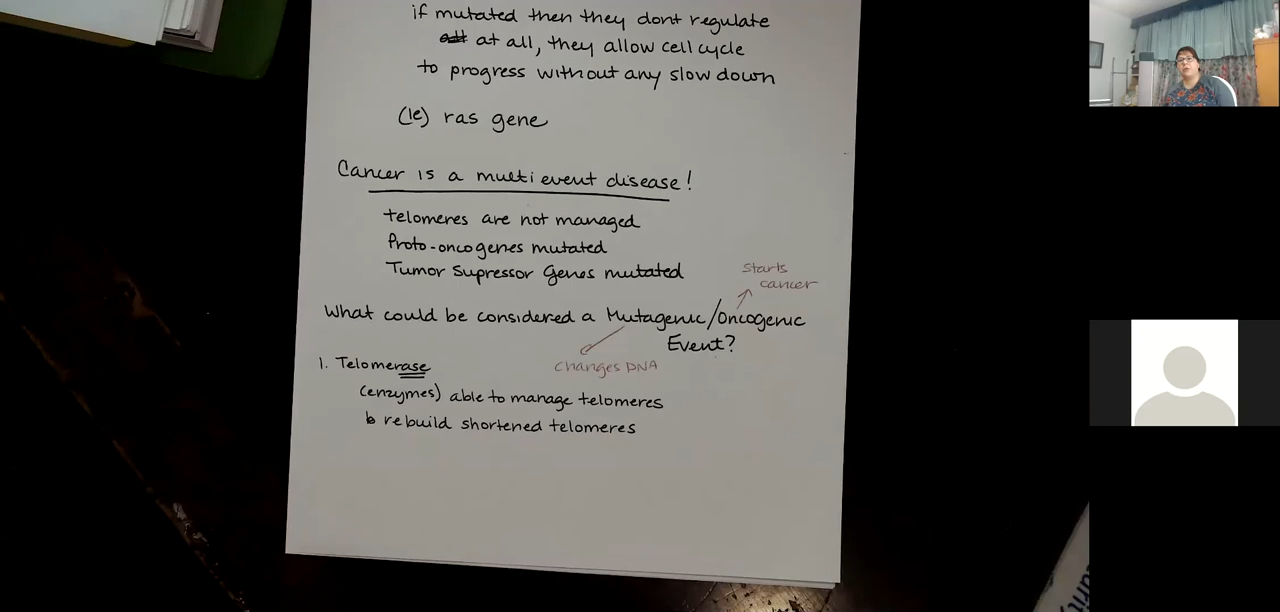 if mutated then they dont regulate
at all, they allow cell cycle
to progress without any slow down
(ie) ras gene
Cancer is a multi event disease!
telomeres are not managed
Proto-oncogenes mutated
Tumor Supressor Genes mutated
starts
cancer
What could be considered a Mutagenic/Oncogenic
Event?
changes DNA
1. Telomerase
(enzymes) able to manage telomeres
rebuild shortened telomeres